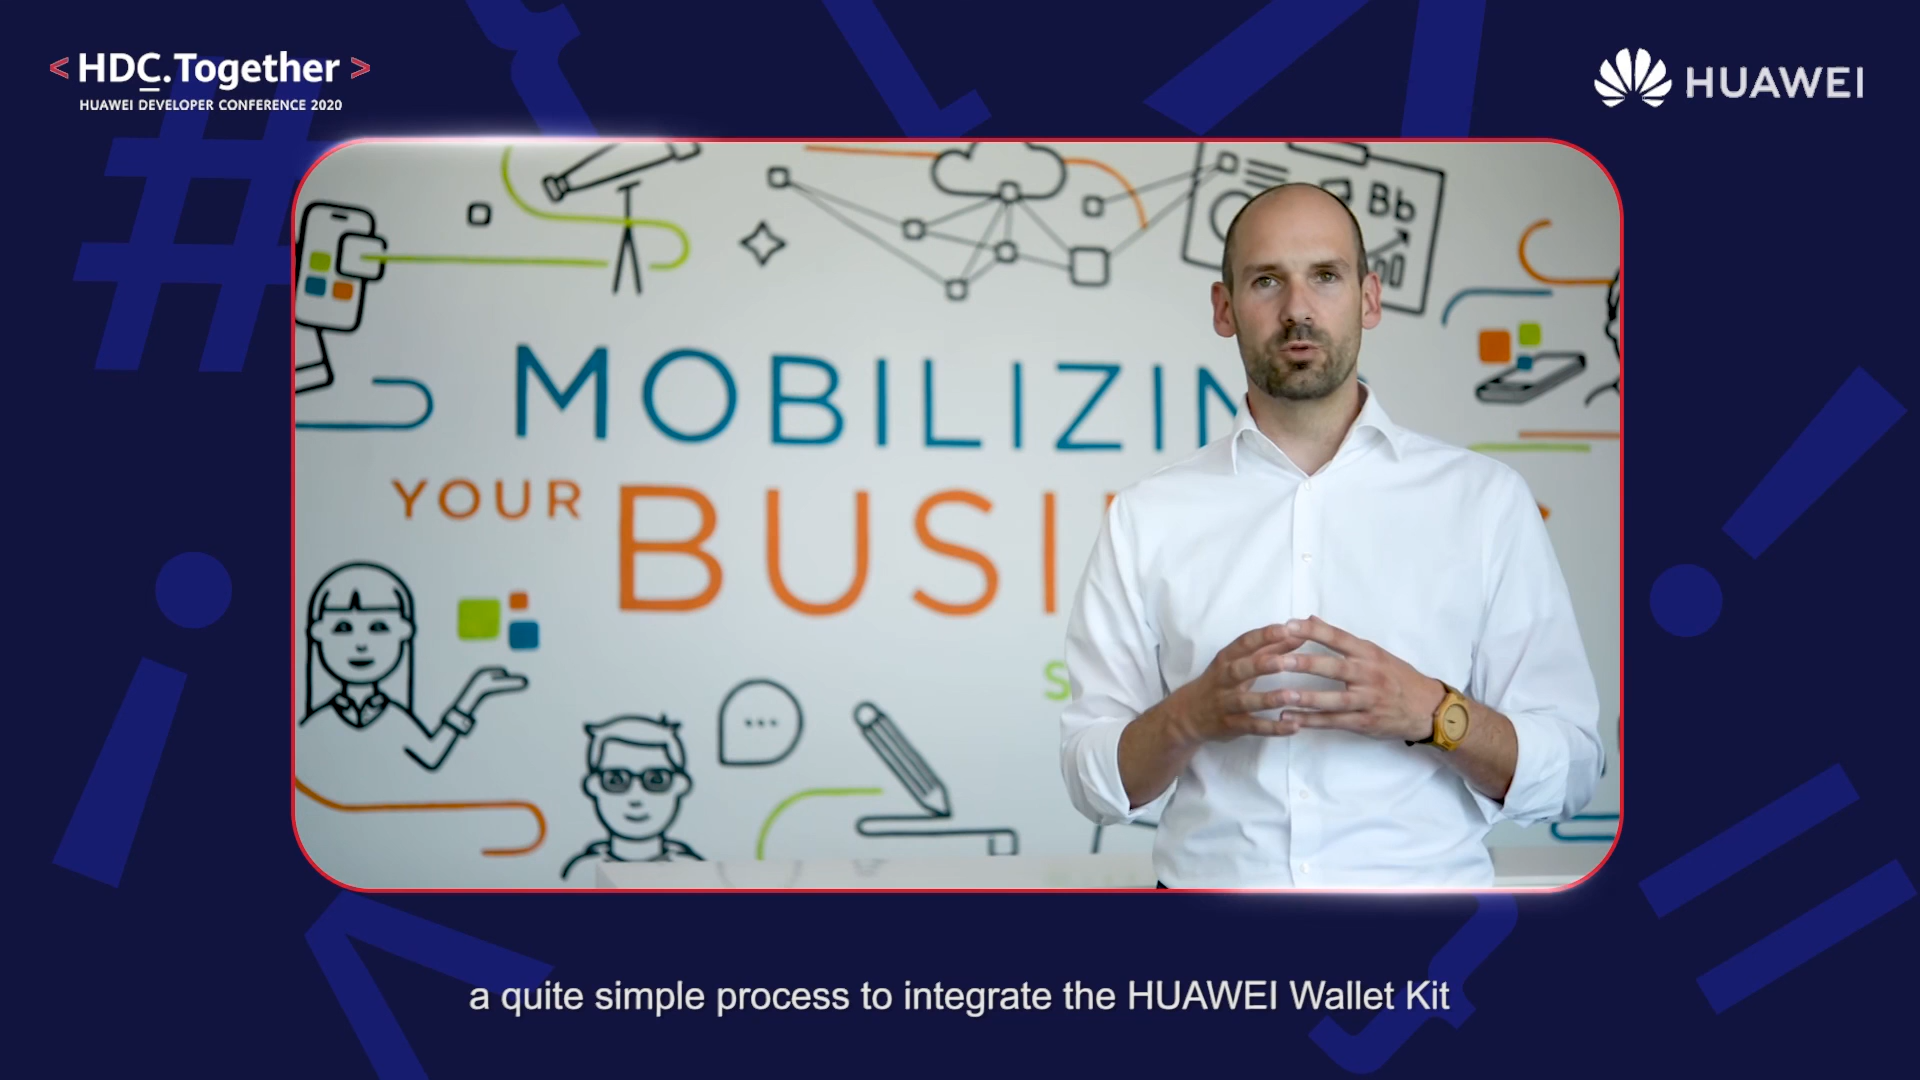 < HDC.Together >
HUAWEI DEVELOPER CONFERENCE 2020
HUAWEI
Bb
MOBILIZIN
YOUR BUSI
S
a quite simple process to integrate the HUAWEI Wallet Kit